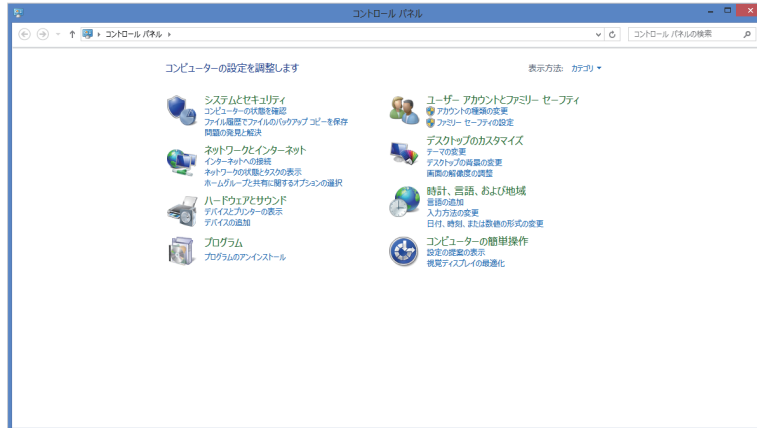 コントロール パネル
コントロール パネル
コントロール パネルの検索
コンピューターの設定を調整します
表示方法: カテゴリ
システムとセキュリティ
コンピューターの状態を確認
ファイル履歴でファイルのバックアップ コピーを保存
問題の発見と解決
ネットワークとインターネット
インターネットへの接続
ネットワークの状態とタスクの表示
ホームグループと共有に関するオプションの選択
ハードウェアとサウンド
デバイスとプリンターの表示
デバイスの追加
プログラム
プログラムのアンインストール
ユーザー アカウントとファミリー セーフティ
アカウントの種類の変更
ファミリー セーフティの設定
デスクトップのカスタマイズ
テーマの変更
デスクトップの背景の変更
画面の解像度の調整
時計、言語、および地域
言語の追加
入力方法の変更
日付、時刻、または数値の形式の変更
コンピューターの簡単操作
設定の提案の表示
視覚ディスプレイの最適化